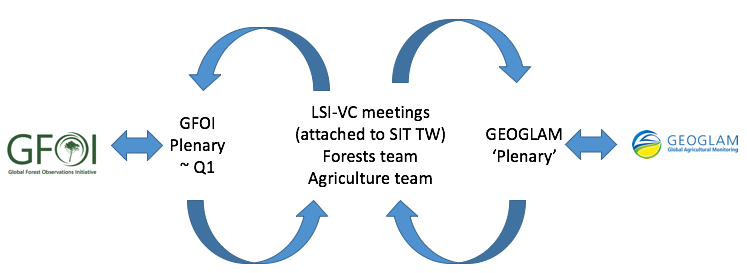 GFOI
Global Forest Observations Initiative
GFOI
Plenary
~ Q1
LSI-VC meetings
(attached to SIT TW)
Forests team
Agriculture team
GEOGLAM
‘Plenary’
GEOGLAM
Global Agricultural Monitoring